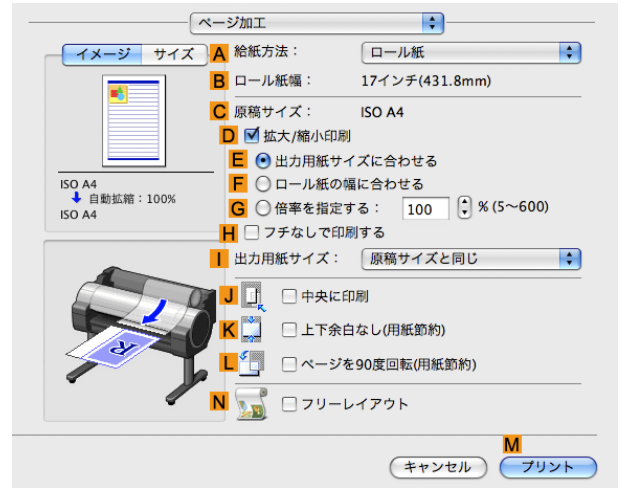 ページ加工
イメージ サイズ
A 給紙方法： ロール紙
B ロール紙幅： 17インチ(431.8mm)
C 原稿サイズ： ISO A4
D 拡大/縮小印刷
E 出力用紙サイズに合わせる
F ロール紙の幅に合わせる
G 倍率を指定する： 100 % (5〜600)
ISO A4
自動拡縮：100%
ISO A4
H フチなしで印刷する
I 出力用紙サイズ： 原稿サイズと同じ
J 中央に印刷
K 上下余白なし(用紙節約)
L ページを90度回転(用紙節約)
N フリーレイアウト
R
M
キャンセル プリント